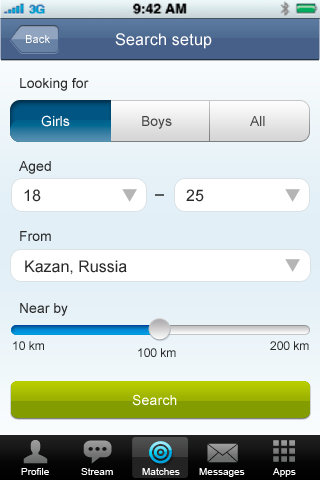 3G 9:42 AM
Back Search setup
Looking for
Girls Boys All
Aged
18 – 25
From
Kazan, Russia
Near by
10 km 100 km 200 km
Search
Profile Stream Matches Messages Apps